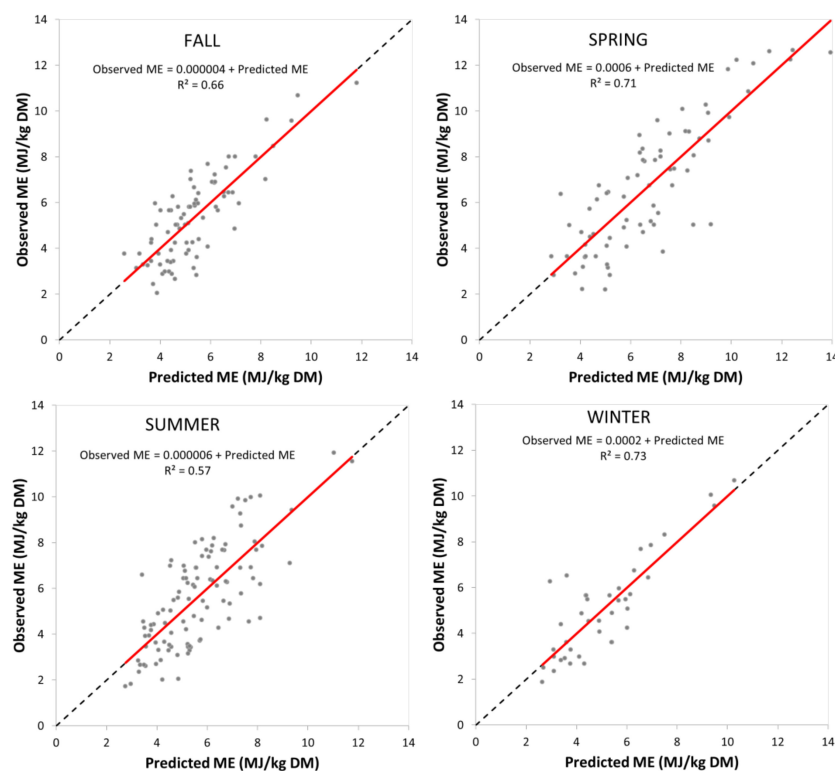 FALL
Observed ME = 0.000004 + Predicted ME
R² = 0.66
14
12
10
8
6
4
2
0
Observed ME (MJ/kg DM)
0 2 4 6 8 10 12 14
Predicted ME (MJ/kg DM)
SPRING
Observed ME = 0.0006 + Predicted ME
R² = 0.71
14
12
10
8
6
4
2
0
Observed ME (MJ/kg DM)
0 2 4 6 8 10 12 14
Predicted ME (MJ/kg DM)
SUMMER
Observed ME = 0.000006 + Predicted ME
R² = 0.57
14
12
10
8
6
4
2
0
Observed ME (MJ/kg DM)
0 2 4 6 8 10 12 14
Predicted ME (MJ/kg DM)
WINTER
Observed ME = 0.0002 + Predicted ME
R² = 0.73
14
12
10
8
6
4
2
0
Observed ME (MJ/kg DM)
0 2 4 6 8 10 12 14
Predicted ME (MJ/kg DM)